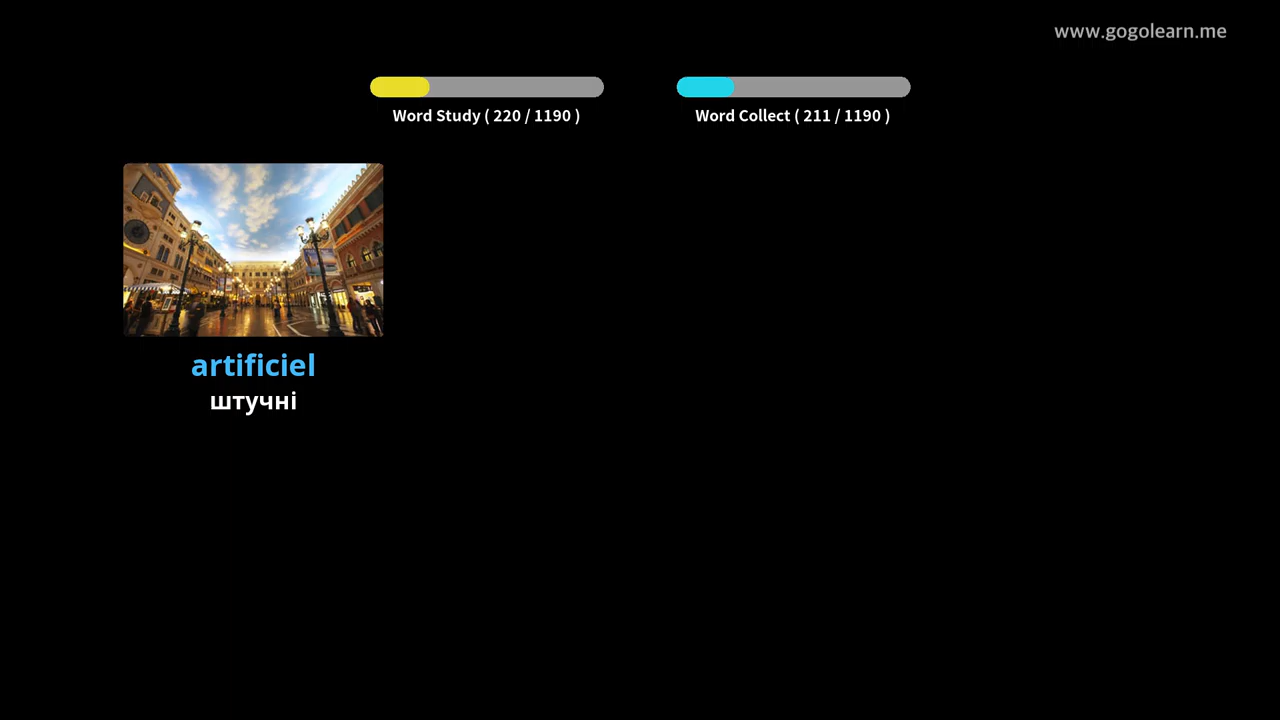 www.gogolearn.me
Word Study ( 220 / 1190 )
Word Collect ( 211 / 1190 )
artificiel
штучні